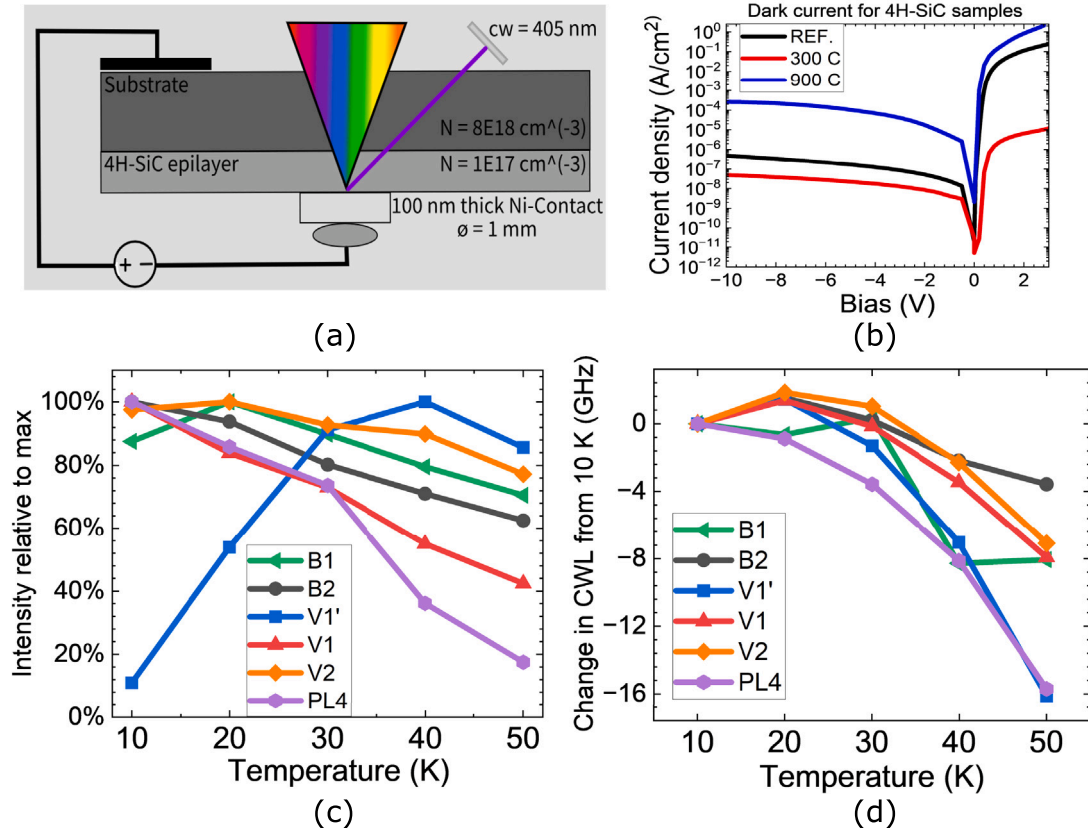 cw = 405 nm
Substrate
N = 8E18 cm^(-3)
4H-SiC epilayer
N = 1E17 cm^(-3)
100 nm thick Ni-Contact
ø = 1 mm
+ -
(a)
Dark current for 4H-SiC samples
REF.
300 C
900 C
Current density (A/cm²)
10⁰
10⁻¹
10⁻²
10⁻³
10⁻⁴
10⁻⁵
10⁻⁶
10⁻⁷
10⁻⁸
10⁻⁹
10⁻¹⁰
10⁻¹¹
10⁻¹²
−10 −8 −6 −4 −2 0 2
Bias (V)
(b)
Intensity relative to max
100%
80%
60%
40%
20%
0%
B1
B2
V1'
V1
V2
PL4
10 20 30 40 50
Temperature (K)
(c)
Change in CWL from 10 K (GHz)
0
−4
−8
−12
−16
B1
B2
V1'
V1
V2
PL4
10 20 30 40 50
Temperature (K)
(d)